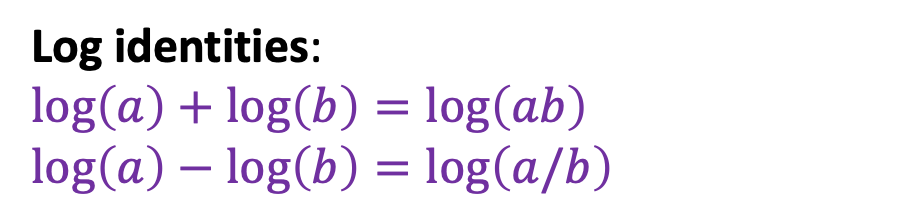 Log identities:
log(a) + log(b) = log(ab)
log(a) − log(b) = log(a/b)